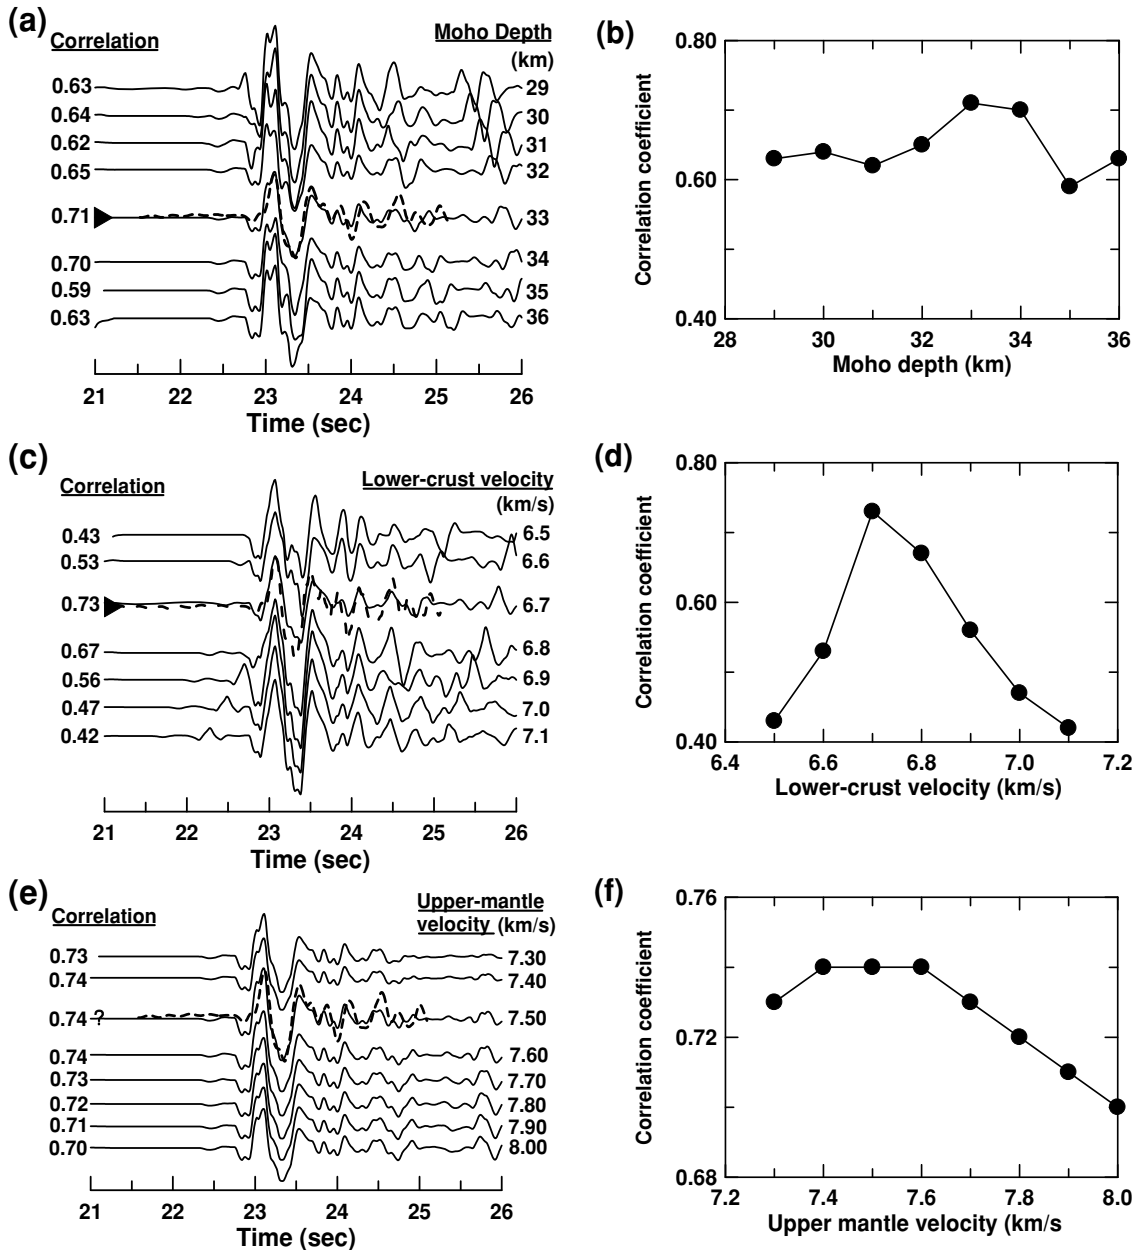 (a)
Correlation
Moho Depth
(km)
0.63
29
0.64
30
0.62
31
0.65
32
0.71
33
0.70
34
0.59
35
0.63
36
21 22 23 24 25 26
Time (sec)
(b)
Correlation coefficient
0.80
0.60
0.40
28 30 32 34 36
Moho depth (km)
(c)
Correlation
Lower-crust velocity
(km/s)
0.43
6.5
0.53
6.6
0.73
6.7
0.67
6.8
0.56
6.9
0.47
7.0
0.42
7.1
21 22 23 24 25 26
Time (sec)
(d)
Correlation coefficient
0.80
0.60
0.40
6.4 6.6 6.8 7.0 7.2
Lower-crust velocity (km/s)
(e)
Correlation
Upper-mantle
velocity (km/s)
0.73
7.30
0.74
7.40
0.74 ?
7.50
0.74
7.60
0.73
7.70
0.72
7.80
0.71
7.90
0.70
8.00
21 22 23 24 25 26
Time (sec)
(f)
Correlation coefficient
0.76
0.72
0.68
7.2 7.4 7.6 7.8 8.0
Upper mantle velocity (km/s